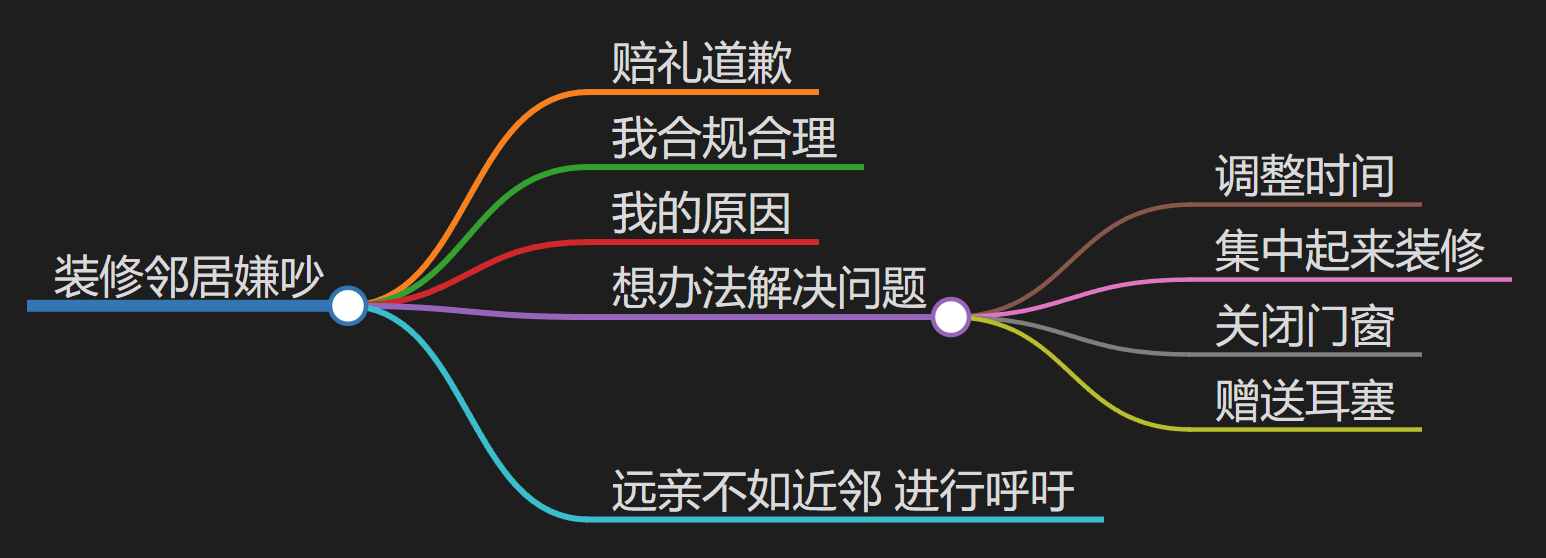 装修邻居嫌吵
赔礼道歉
我合规合理
我的原因
想办法解决问题
调整时间
集中起来装修
关闭门窗
赠送耳塞
远亲不如近邻 进行呼吁